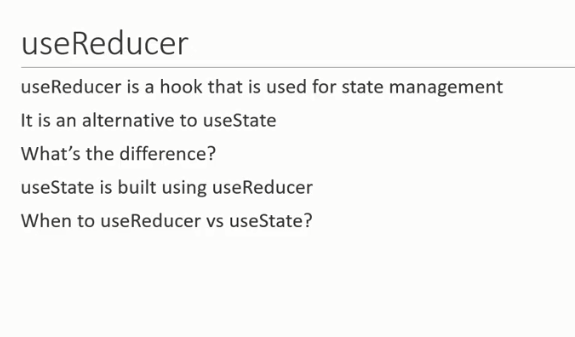 useReducer
useReducer is a hook that is used for state management
It is an alternative to useState
What’s the difference?
useState is built using useReducer
When to useReducer vs useState?